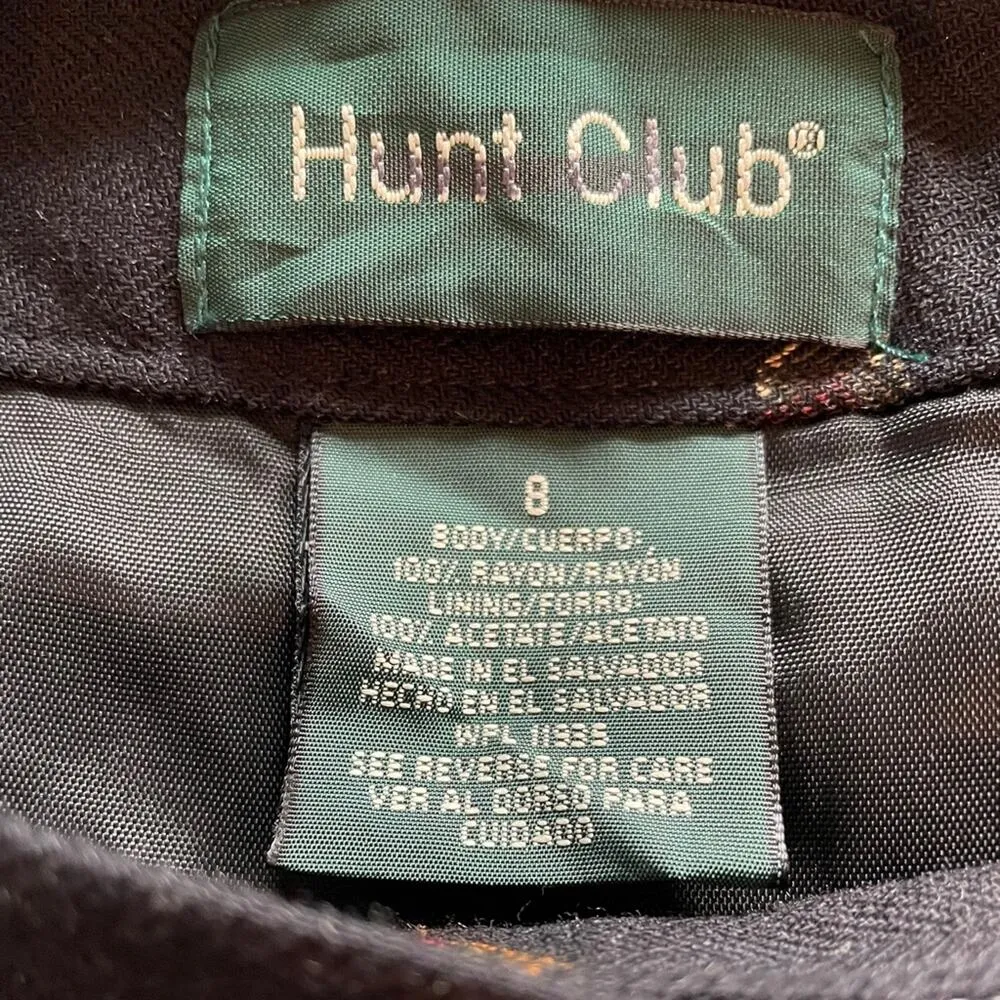 Hunt Club®
8
BODY/CUERPO:
100% RAYON/RAYÓN
LINING/FORRO:
100% ACETATE/ACETATO
MADE IN EL SALVADOR
HECHO EN EL SALVADOR
WPL 11535
SEE REVERSE FOR CARE
VER AL DORSO PARA
CUIDADO